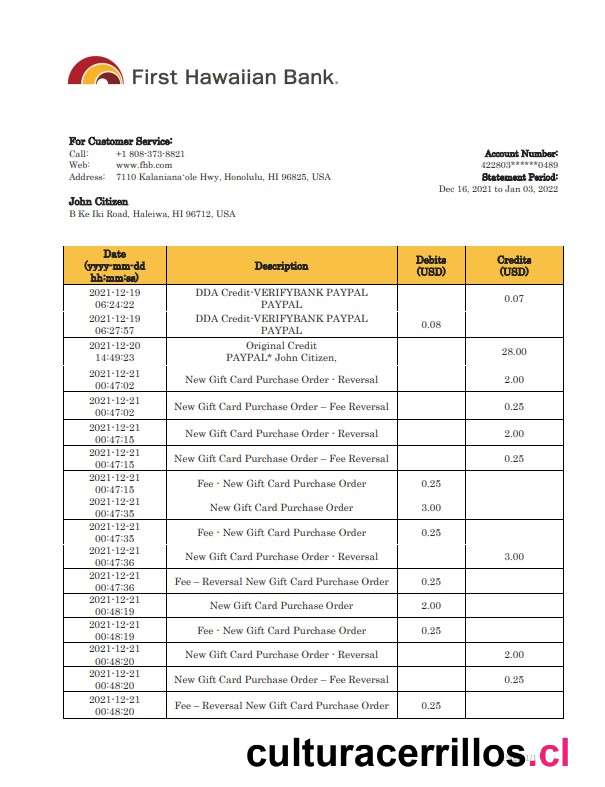 First Hawaiian Bank.
For Customer Service:
Call: +1 808-373-8821
Web: www.fhb.com
Address: 7110 Kalaniana'ole Hwy, Honolulu, HI 96825, USA
Account Number:
422803******0489
Statement Period:
Dec 16, 2021 to Jan 03, 2022
John Citizen
B Ke Iki Road, Haleiwa, HI 96712, USA
Date
(yyyy-mm-dd
hh:mm:ss)
Description
Debits
(USD)
Credits
(USD)
2021-12-19
06:24:22
DDA Credit-VERIFYBANK PAYPAL
PAYPAL
0.07
2021-12-19
06:27:57
DDA Credit-VERIFYBANK PAYPAL
PAYPAL
0.08
2021-12-20
14:49:23
Original Credit
PAYPAL* John Citizen,
28.00
2021-12-21
00:47:02
New Gift Card Purchase Order - Reversal
2.00
2021-12-21
00:47:02
New Gift Card Purchase Order – Fee Reversal
0.25
2021-12-21
00:47:15
New Gift Card Purchase Order - Reversal
2.00
2021-12-21
00:47:15
New Gift Card Purchase Order – Fee Reversal
0.25
2021-12-21
00:47:15
Fee - New Gift Card Purchase Order
0.25
2021-12-21
00:47:35
New Gift Card Purchase Order
3.00
2021-12-21
00:47:35
Fee - New Gift Card Purchase Order
0.25
2021-12-21
00:47:36
New Gift Card Purchase Order - Reversal
3.00
2021-12-21
00:47:36
Fee – Reversal New Gift Card Purchase Order
0.25
2021-12-21
00:48:19
New Gift Card Purchase Order
2.00
2021-12-21
00:48:19
Fee - New Gift Card Purchase Order
0.25
2021-12-21
00:48:20
New Gift Card Purchase Order - Reversal
2.00
2021-12-21
00:48:20
New Gift Card Purchase Order – Fee Reversal
0.25
2021-12-21
00:48:20
Fee – Reversal New Gift Card Purchase Order
0.25
culturacerrillos.cl